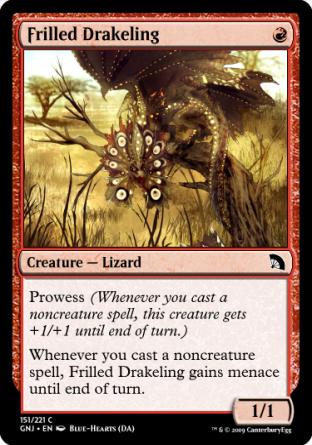 Frilled Drakeling
Creature — Lizard
Prowess (Whenever you cast a
noncreature spell, this creature gets
+1/+1 until end of turn.)
Whenever you cast a noncreature
spell, Frilled Drakeling gains menace
until end of turn.
1/1
151/221 C
GNJ • EN Blue-Hearts (DA)
™ & © 2009 CanterburyEgg